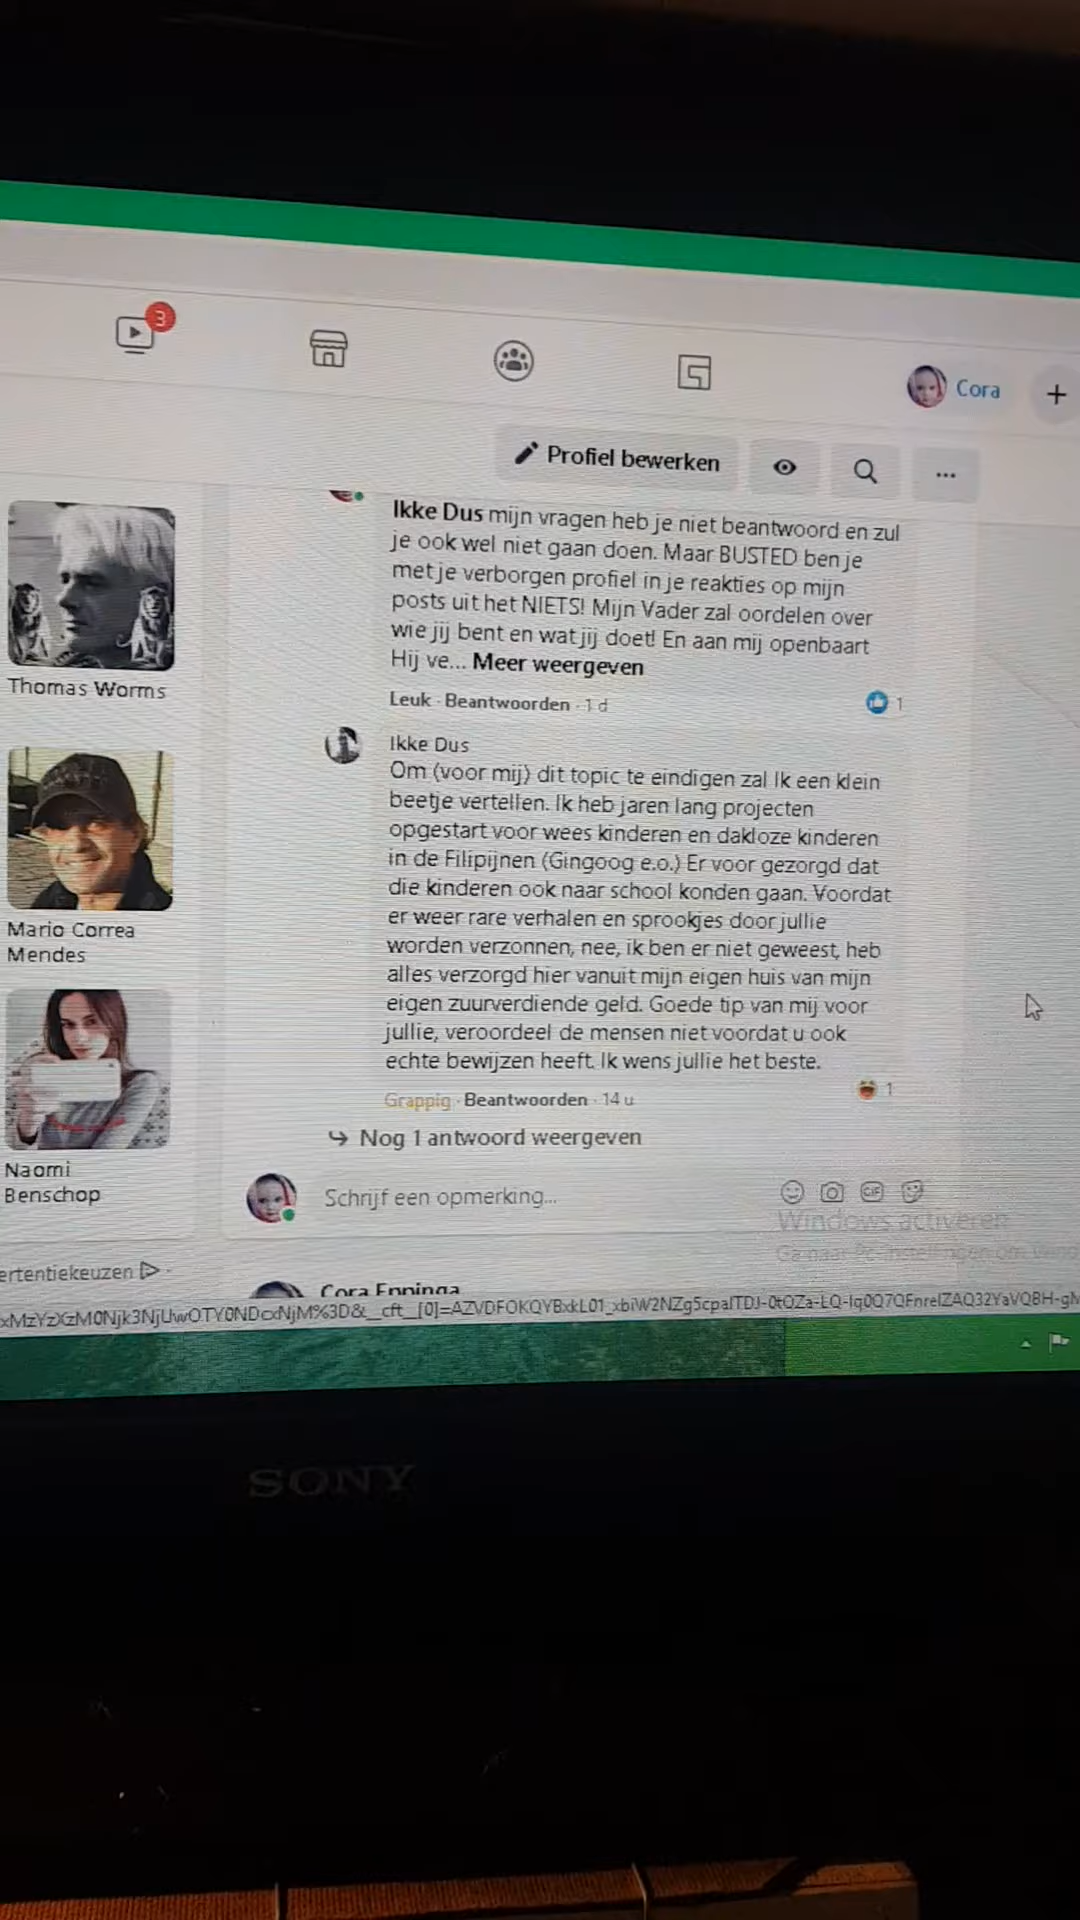 3
Cora
Profiel bewerken
Ikke Dus mijn vragen heb je niet beantwoord en zul
je ook wel niet gaan doen. Maar BUSTED ben je
met je verborgen profiel in je reakties op mijn
posts uit het NIETS! Mijn Vader zal oordelen over
wie jij bent en wat jij doet! En aan mij openbaart
Hij ve... Meer weergeven
Leuk · Beantwoorden · 1 d
1
Thomas Worms
Ikke Dus
Om (voor mij) dit topic te eindigen zal Ik een klein
beetje vertellen. Ik heb jaren lang projecten
opgestart voor wees kinderen en dakloze kinderen
in de Filipijnen (Gingoog e.o.) Er voor gezorgd dat
die kinderen ook naar school konden gaan. Voordat
er weer rare verhalen en sprookjes door jullie
worden verzonnen, nee, ik ben er niet geweest, heb
alles verzorgd hier vanuit mijn eigen huis van mijn
eigen zuurverdiende geld. Goede tip van mij voor
jullie, veroordeel de mensen niet voordat u ook
echte bewijzen heeft. Ik wens jullie het beste.
Grappig · Beantwoorden · 14 u
1
Mario Correa
Mendes
Nog 1 antwoord weergeven
Naomi
Benschop
Schrijf een opmerking...
GIF
Windows activeren
Ga naar Pc-instellingen om
ertentiekeuzen
Cora Enninga
SONY